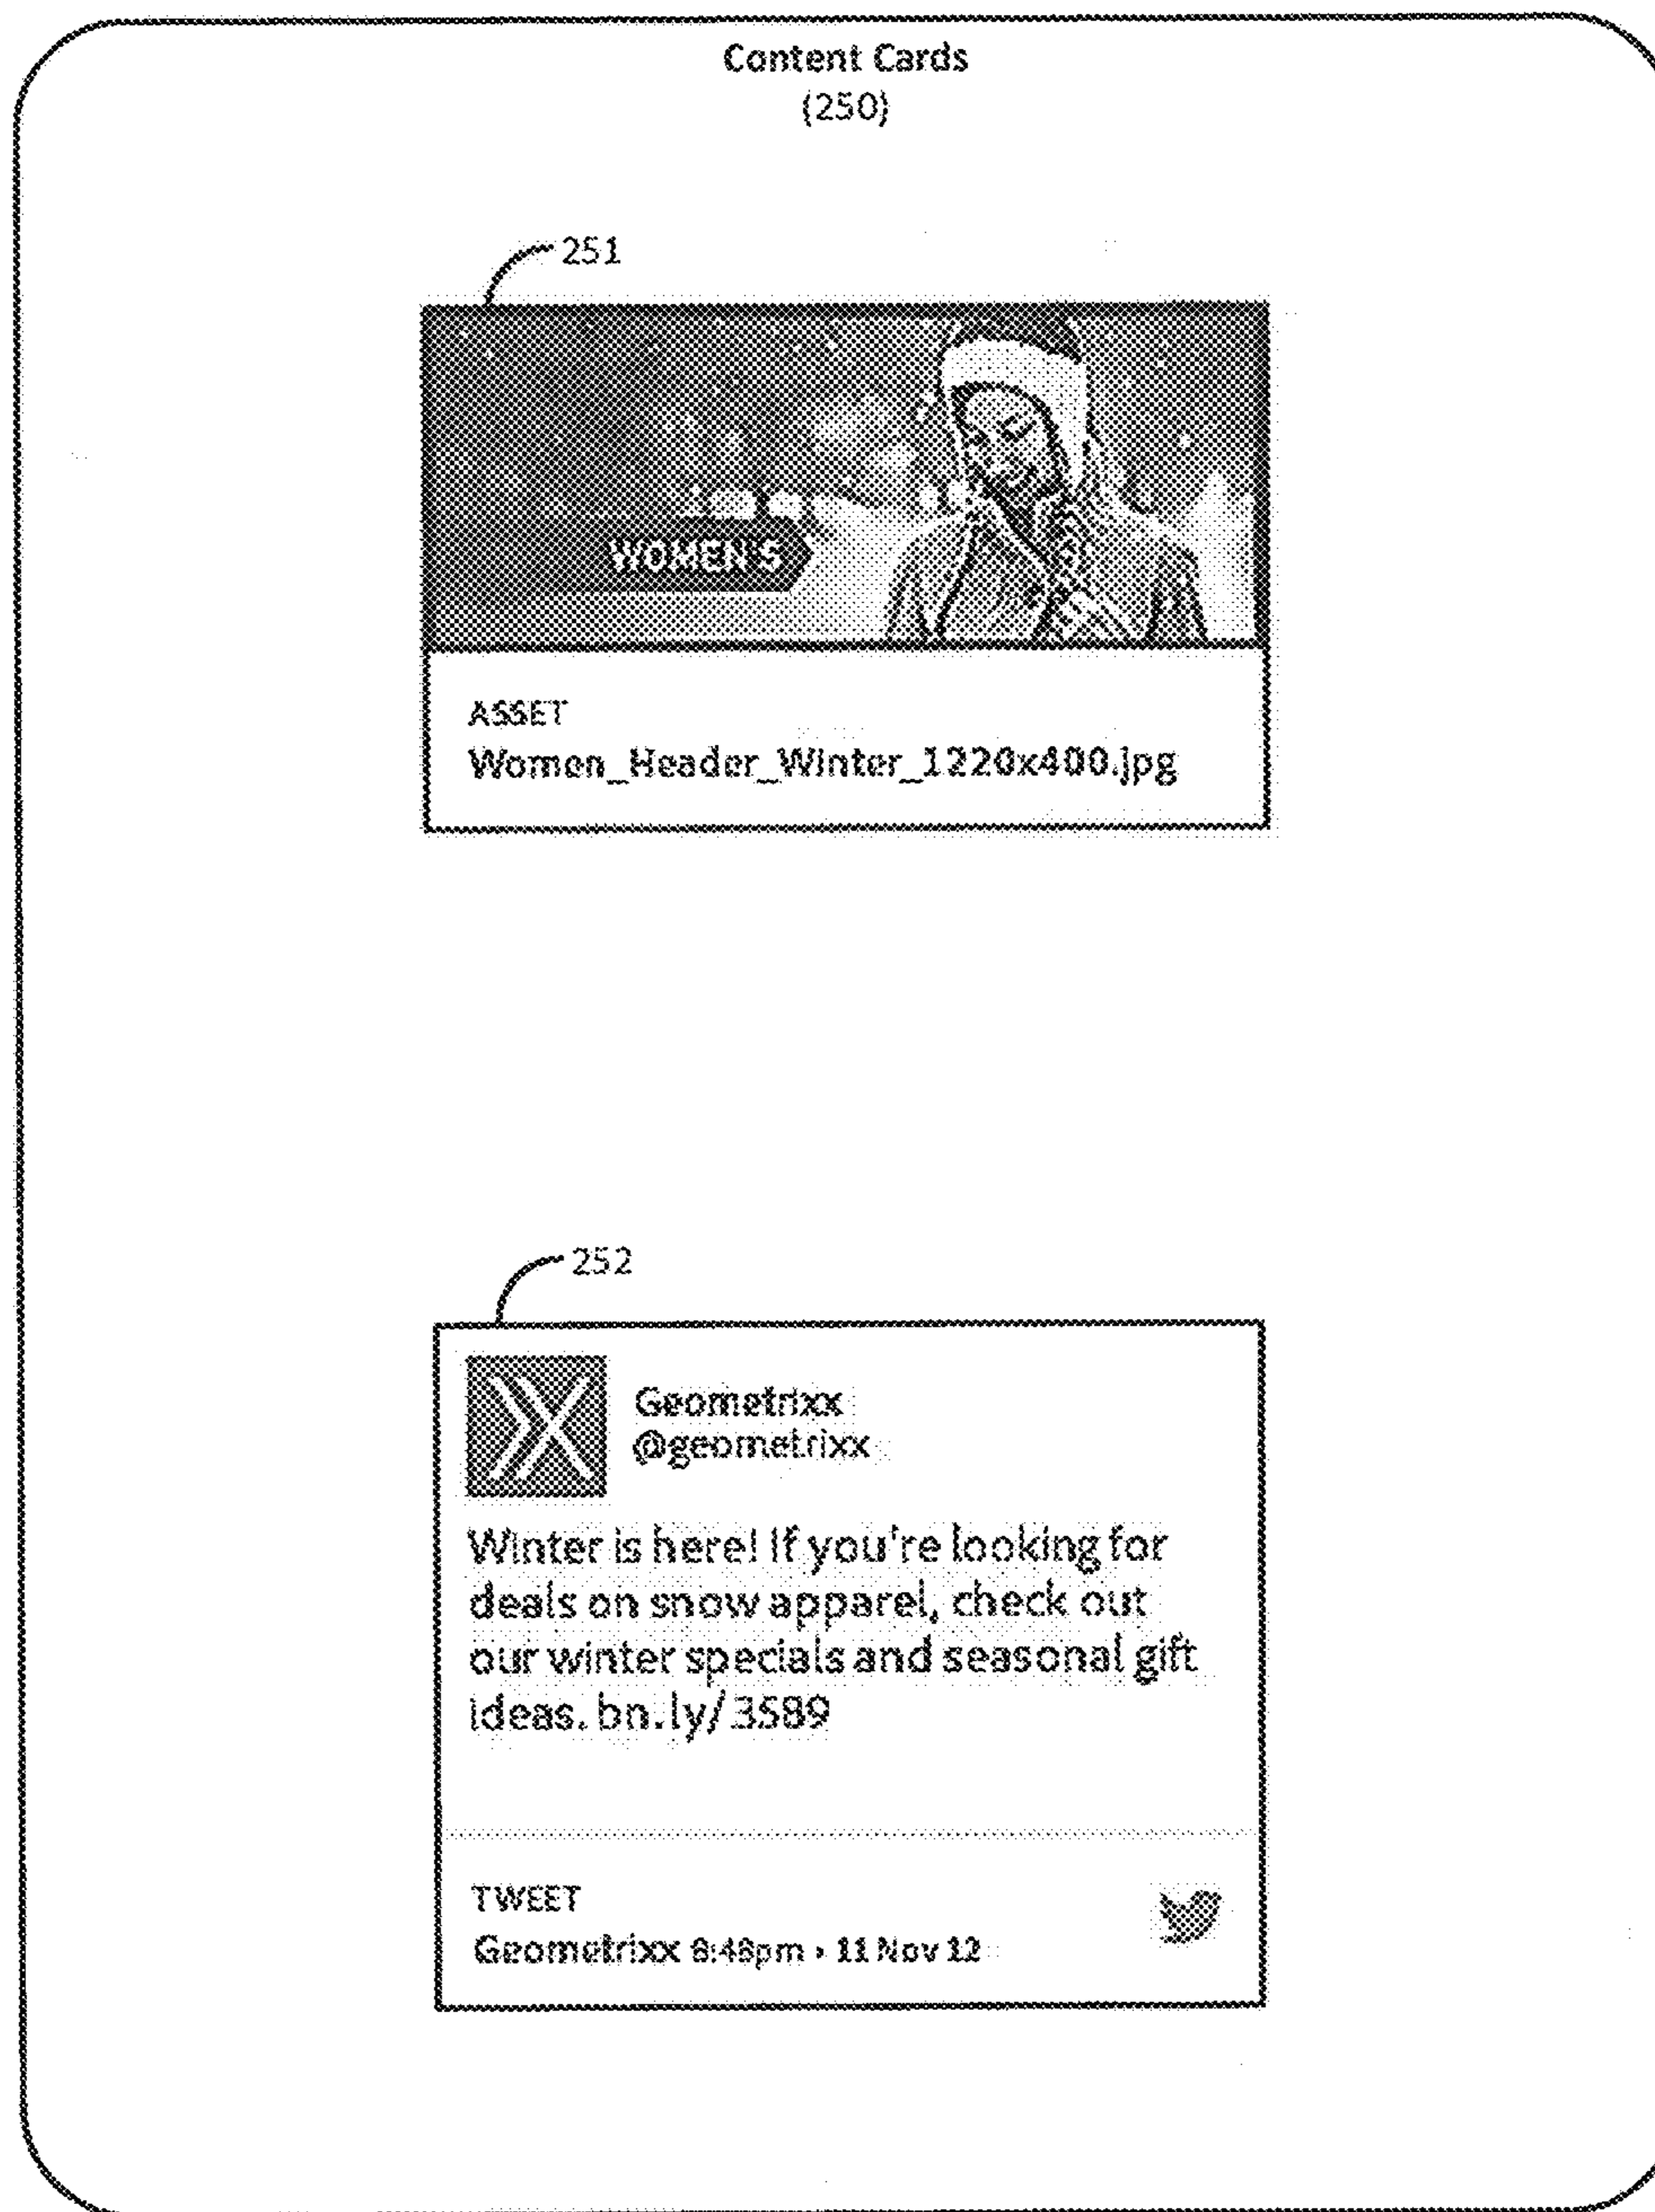 Content Cards
(250)
251
WOMEN'S
ASSET
Women_Header_Winter_1220x400.jpg
252
Geometrixx
@geometrixx
Winter is here! If you're looking for
deals on snow apparel, check out
our winter specials and seasonal gift
ideas. bn.ly/3589
TWEET
Geometrixx 8:48pm › 11 Nov 12